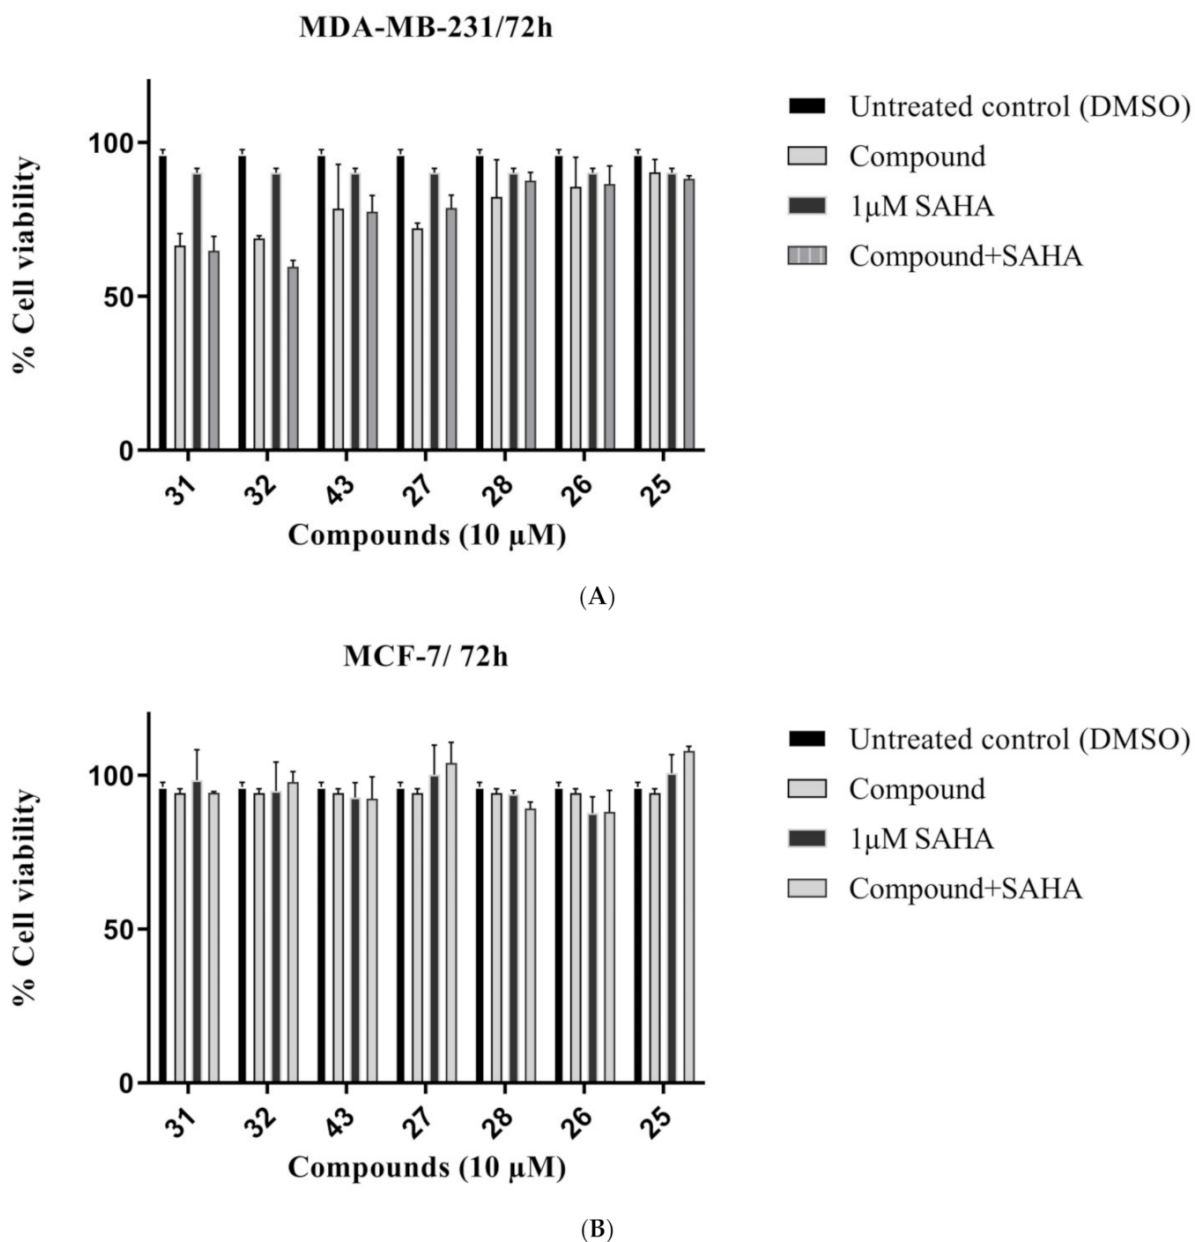 MDA-MB-231/72h
% Cell viability
100
50
0
31 32 43 27 28 26 25
Compounds (10 μM)
Untreated control (DMSO)
Compound
1μM SAHA
Compound+SAHA
(A)
MCF-7/ 72h
% Cell viability
100
50
0
31 32 43 27 28 26 25
Compounds (10 μM)
Untreated control (DMSO)
Compound
1μM SAHA
Compound+SAHA
(B)